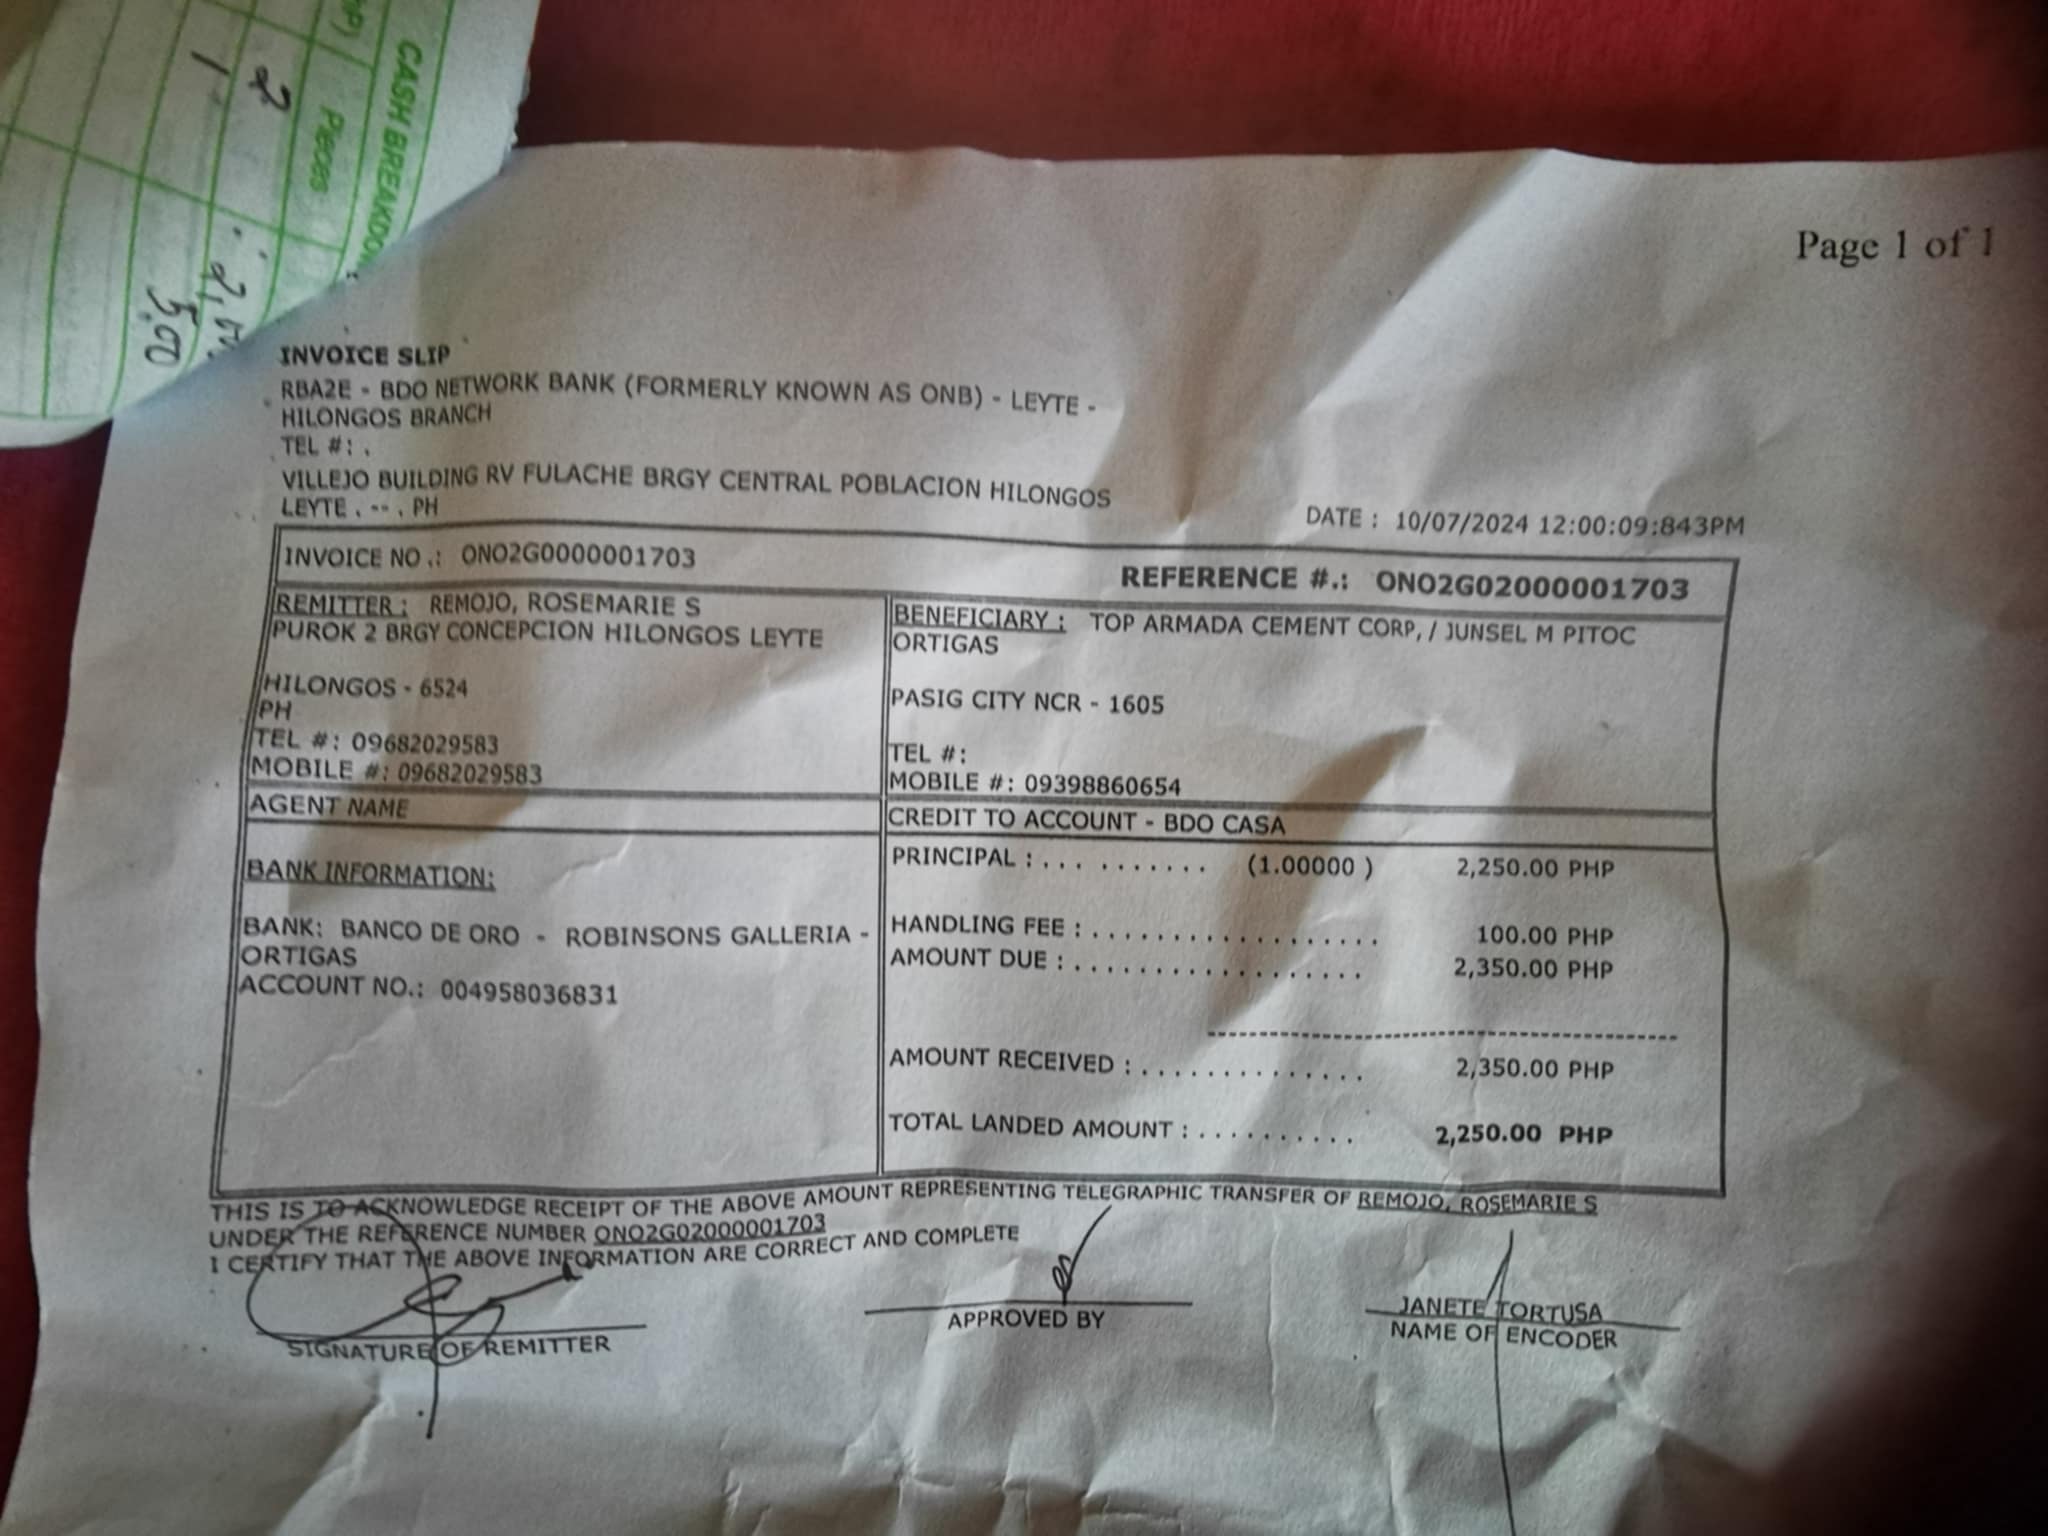 CASH BREAKDO
Pieces
2
1
5,00
Page 1 of 1
INVOICE SLIP
RBA2E - BDO NETWORK BANK (FORMERLY KNOWN AS ONB) - LEYTE -
HILONGOS BRANCH
TEL #: .
VILLEJO BUILDING RV FULACHE BRGY CENTRAL POBLACION HILONGOS
LEYTE . -- . PH
DATE : 10/07/2024 12:00:09:843PM
INVOICE NO .: ONO2G0000001703
REFERENCE #.: ONO2G02000001703
REMITTER : REMOJO, ROSEMARIE S
PUROK 2 BRGY CONCEPCION HILONGOS LEYTE
HILONGOS - 6524
PH
TEL #: 09682029583
MOBILE #: 09682029583
BENEFICIARY : TOP ARMADA CEMENT CORP, / JUNSEL M PITOC
ORTIGAS
PASIG CITY NCR - 1605
TEL #:
MOBILE #: 09398860654
AGENT NAME
CREDIT TO ACCOUNT - BDO CASA
BANK INFORMATION:
BANK: BANCO DE ORO - ROBINSONS GALLERIA -
ORTIGAS
ACCOUNT NO.: 004958036831
PRINCIPAL : . . . . . . . . . . (1.00000 ) 2,250.00 PHP
HANDLING FEE : . . . . . . . . . . . . . . . . . . 100.00 PHP
AMOUNT DUE : . . . . . . . . . . . . . . . . . . 2,350.00 PHP
AMOUNT RECEIVED : . . . . . . . . . . . . . . 2,350.00 PHP
TOTAL LANDED AMOUNT : . . . . . . . . . . 2,250.00 PHP
THIS IS TO ACKNOWLEDGE RECEIPT OF THE ABOVE AMOUNT REPRESENTING TELEGRAPHIC TRANSFER OF REMOJO, ROSEMARIE S
UNDER THE REFERENCE NUMBER ONO2G02000001703
I CERTIFY THAT THE ABOVE INFORMATION ARE CORRECT AND COMPLETE
SIGNATURE OF REMITTER
APPROVED BY
JANETE TORTUSA
NAME OF ENCODER